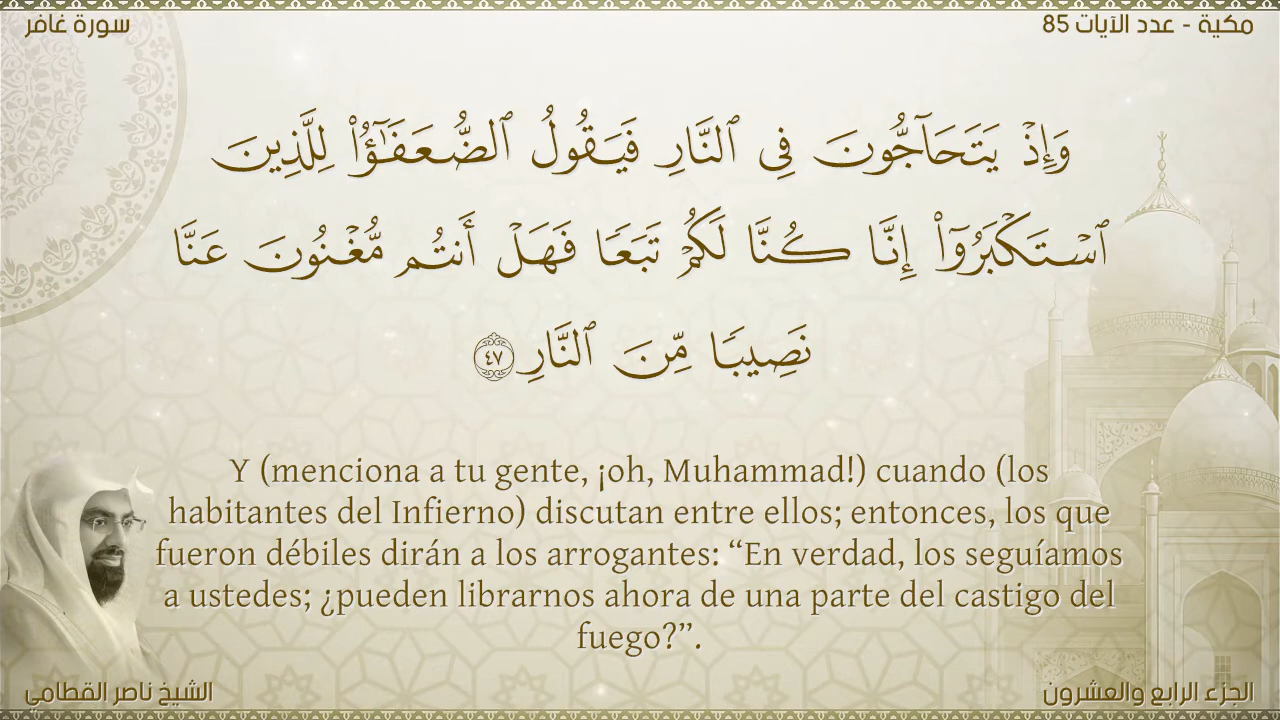 سورة غافر
مكية - عدد الآيات 85
وَإِذْ يَتَحَآجُّونَ فِى ٱلنَّارِ فَيَقُولُ ٱلضُّعَفَـٰٓؤُا۟ لِلَّذِينَ
ٱسْتَكْبَرُوٓا۟ إِنَّا كُنَّا لَكُمْ تَبَعًا فَهَلْ أَنتُم مُّغْنُونَ عَنَّا
نَصِيبًا مِّنَ ٱلنَّارِ ٤٧
Y (menciona a tu gente, ¡oh, Muhammad!) cuando (los
habitantes del Infierno) discutan entre ellos; entonces, los que
fueron débiles dirán a los arrogantes: “En verdad, los seguíamos
a ustedes; ¿pueden librarnos ahora de una parte del castigo del
fuego?”.
الشيخ ناصر القطامي
الجزء الرابع والعشرون